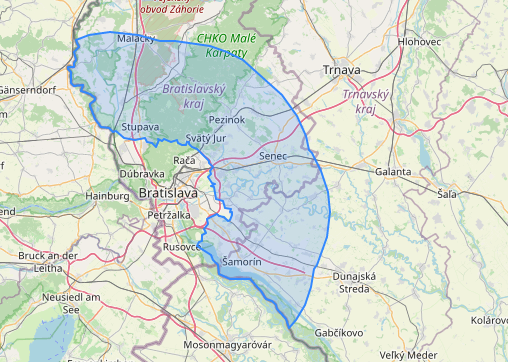 obvod Záhorie
Malacky
CHKO Malé
Karpaty
Hlohovec
Gänserndorf
Bratislavský
kraj
Trnava
Trnavský
kraj
Pezinok
Stupava
Svätý Jur
Rača
Senec
Dúbravka
Galanta
Šaľa
Hainburg
Bratislava
Petržalka
Rusovce
Bruck an der
Leitha
Šamorín
Dunajská
Streda
Neusiedl am
See
Gabčíkovo
Kolárovo
Mosonmagyaróvár
Veľký Meder